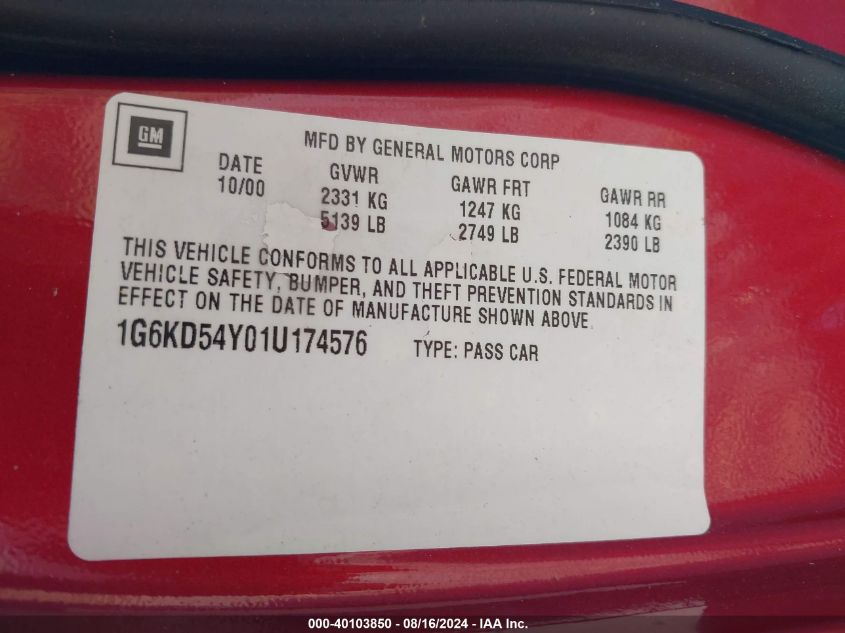 GM
MFD BY GENERAL MOTORS CORP
DATE GVWR GAWR FRT GAWR RR
10/00 2331 KG 1247 KG 1084 KG
5139 LB 2749 LB 2390 LB
THIS VEHICLE CONFORMS TO ALL APPLICABLE U.S. FEDERAL MOTOR
VEHICLE SAFETY, BUMPER, AND THEFT PREVENTION STANDARDS IN
EFFECT ON THE DATE OF MANUFACTURE SHOWN ABOVE.
1G6KD54Y01U174576 TYPE: PASS CAR
000-40103850 - 08/16/2024 - IAA Inc.